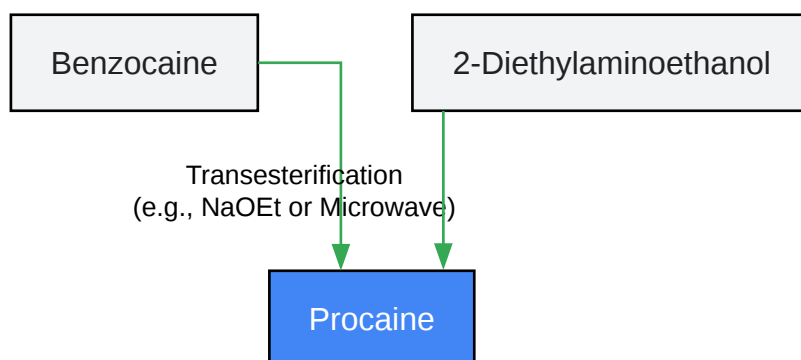 Benzocaine
2-Diethylaminoethanol
Transesterification
(e.g., NaOEt or Microwave)
Procaine